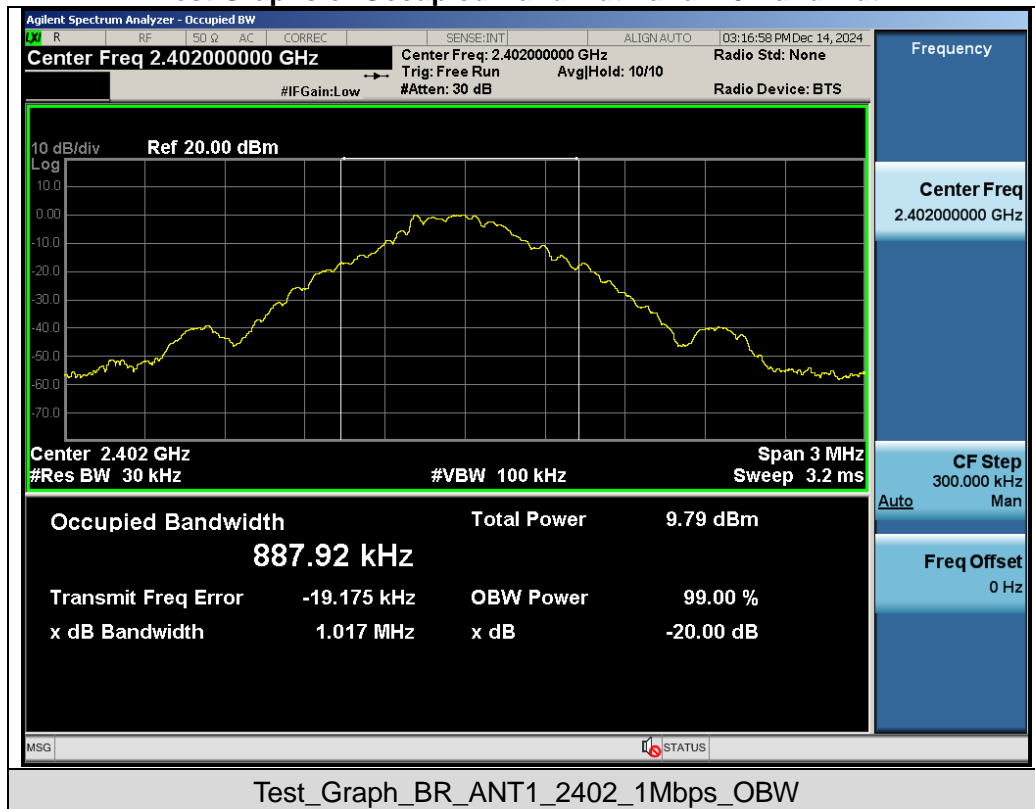 Agilent Spectrum Analyzer - Occupied BW
LXI R RF 50 Ω AC CORREC SENSE:INT ALIGN AUTO 03:16:58 PM Dec 14, 2024
Center Freq 2.402000000 GHz
Center Freq: 2.402000000 GHz Radio Std: None
Trig: Free Run Avg|Hold: 10/10
#IFGain:Low #Atten: 30 dB Radio Device: BTS
10 dB/div Ref 20.00 dBm
Log
10.0
0.00
-10.0
-20.0
-30.0
-40.0
-50.0
-60.0
-70.0
Center 2.402 GHz Span 3 MHz
#Res BW 30 kHz #VBW 100 kHz Sweep 3.2 ms
Occupied Bandwidth Total Power 9.79 dBm
887.92 kHz
Transmit Freq Error -19.175 kHz OBW Power 99.00 %
x dB Bandwidth 1.017 MHz x dB -20.00 dB
MSG STATUS
Frequency
Center Freq
2.402000000 GHz
CF Step
300.000 kHz
Auto Man
Freq Offset
0 Hz
Test_Graph_BR_ANT1_2402_1Mbps_OBW